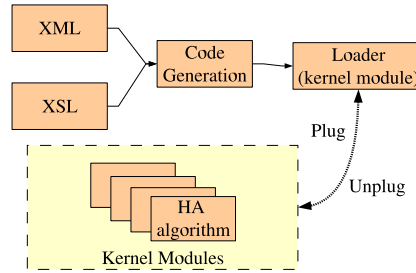 XML
XSL
Code
Generation
Loader
(kernel module)
Plug
Unplug
HA
algorithm
Kernel Modules